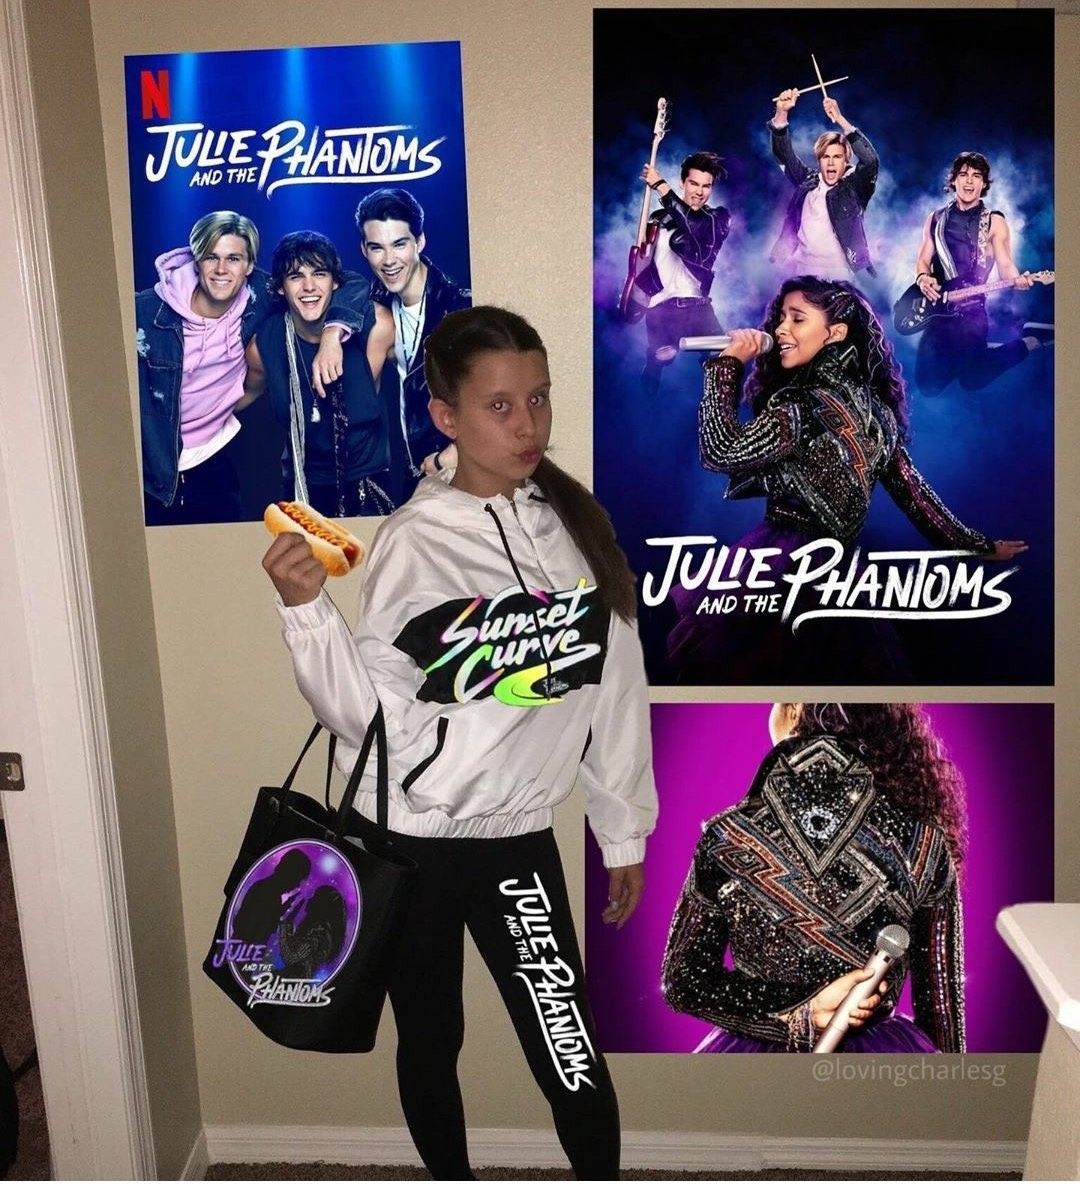 N
JULIE
AND THE PHANTOMS
JULIE
AND THE PHANTOMS
Sunset
Curve
JULIE
AND THE
PHANTOMS
JULIE
AND THE PHANTOMS
@lovingcharlesg